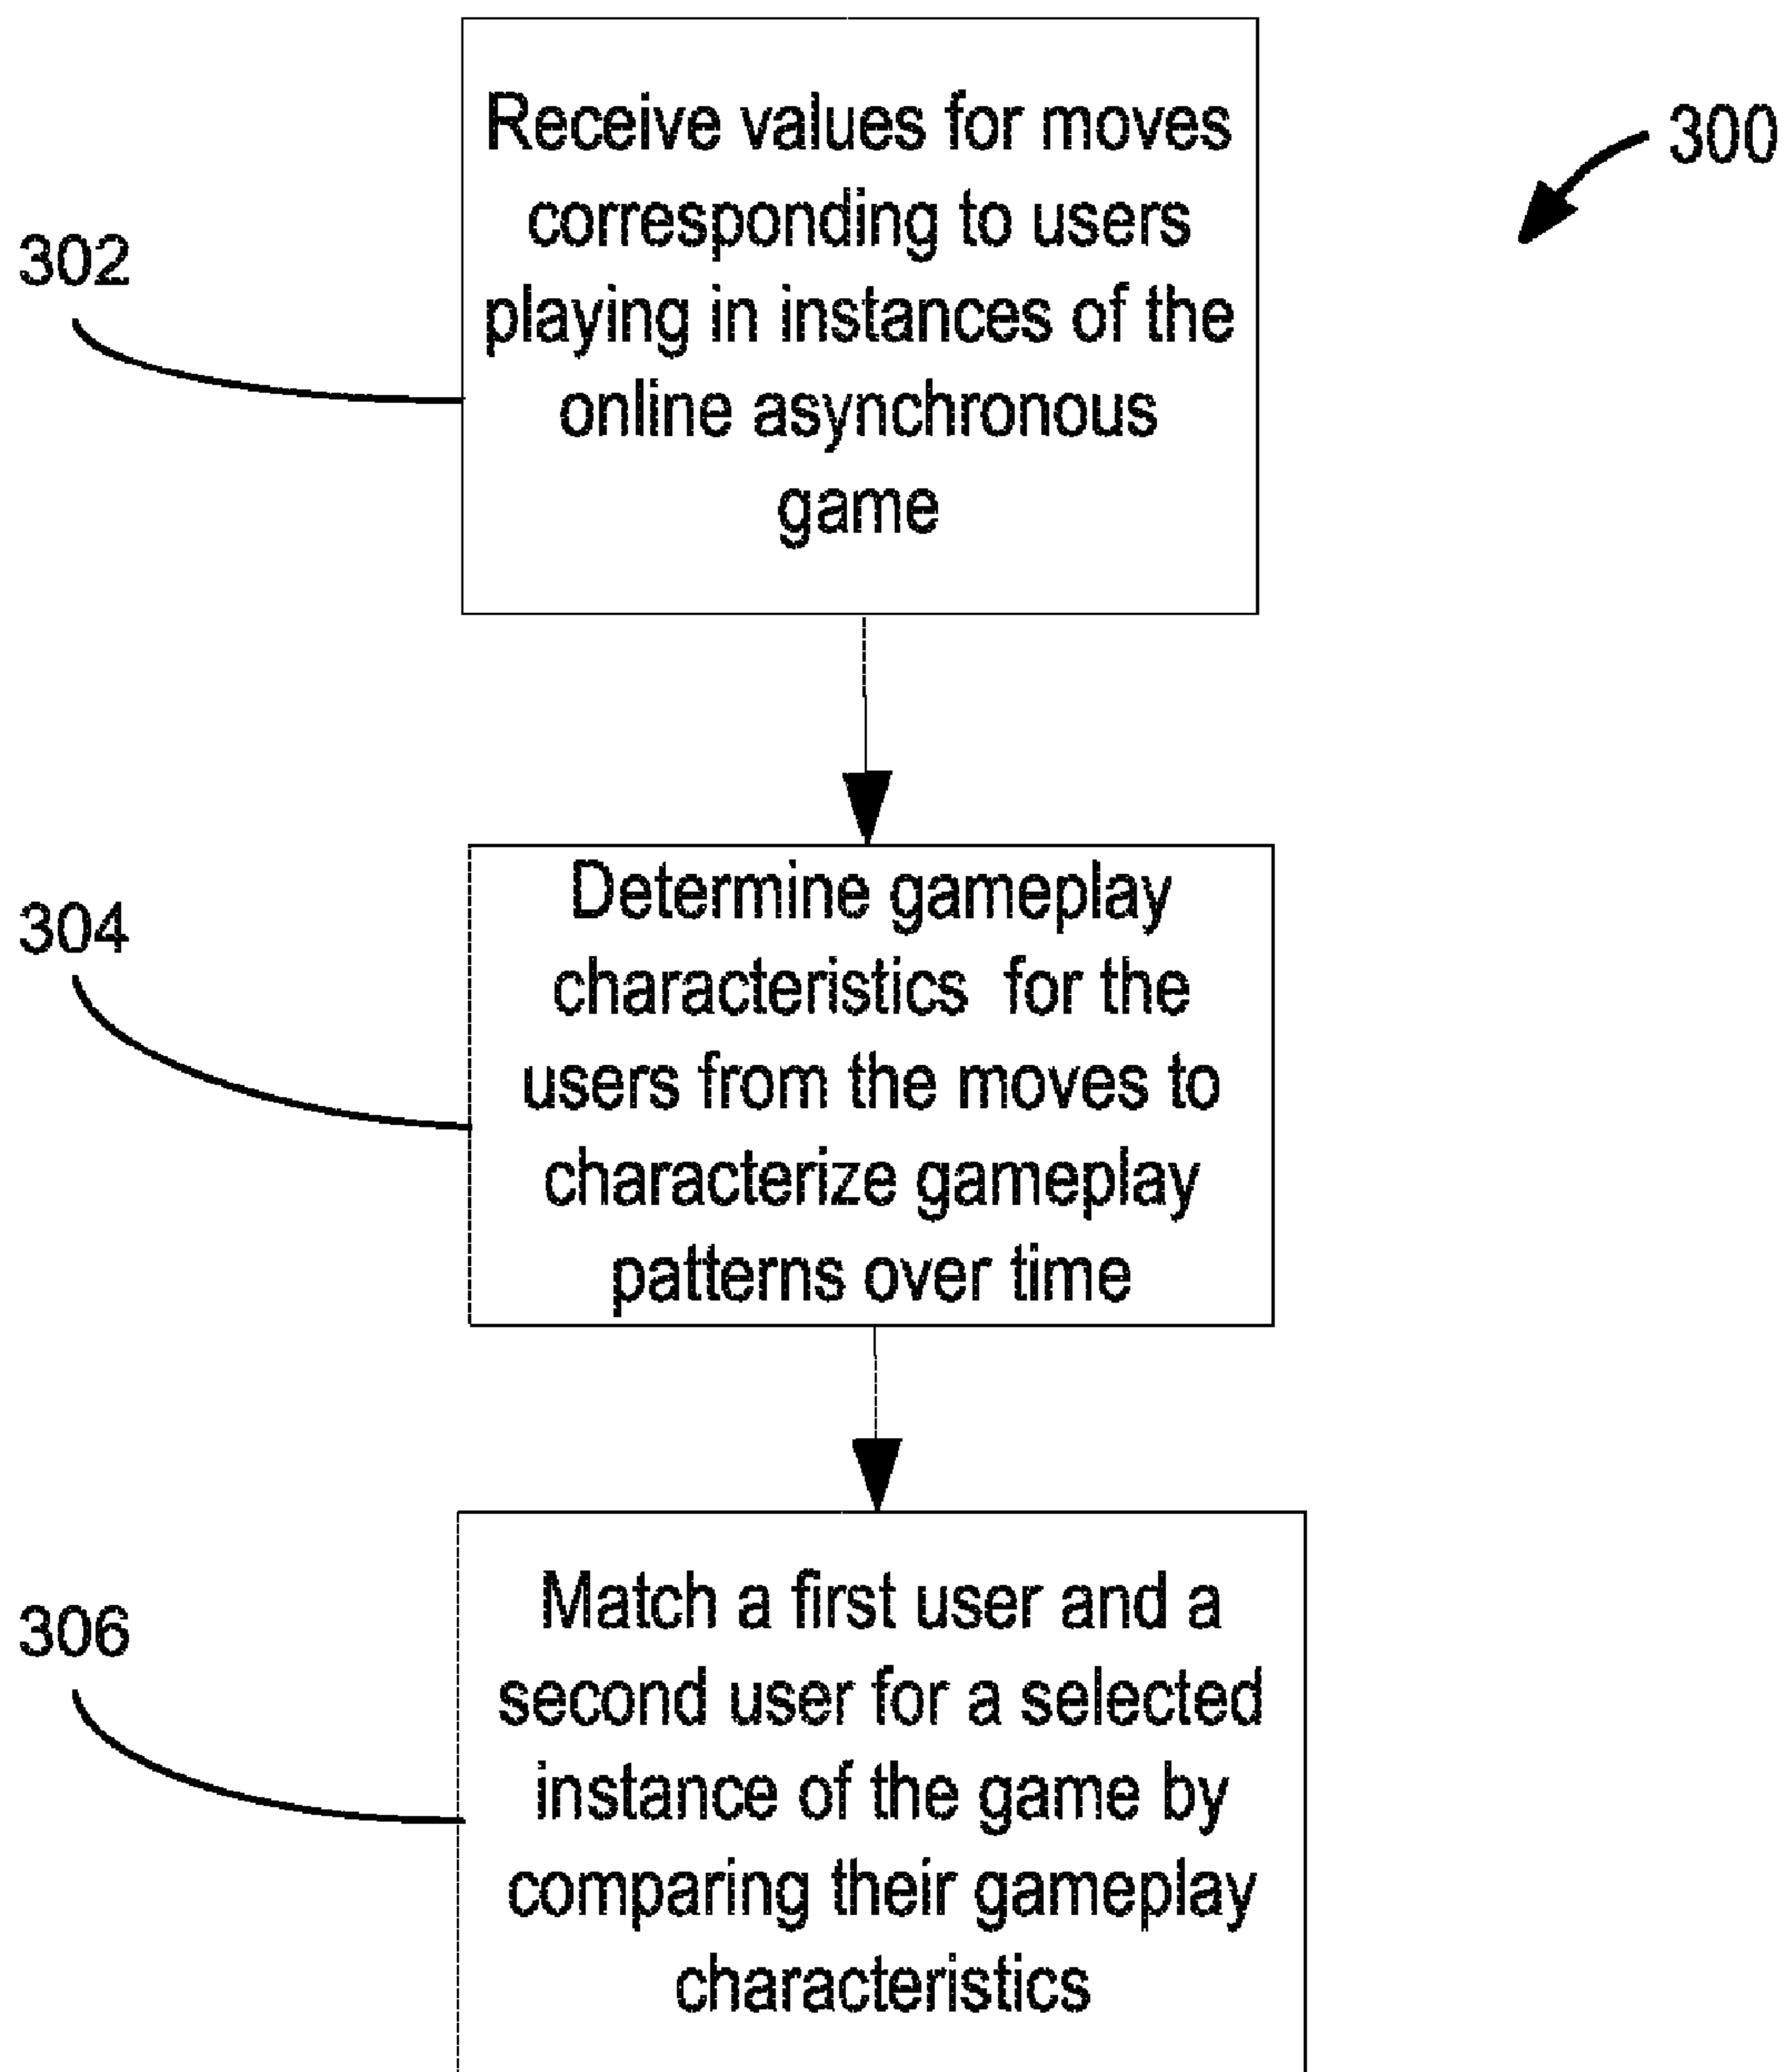 Receive values for moves
corresponding to users
playing in instances of the
online asynchronous
game
300
302
Determine gameplay
characteristics for the
users from the moves to
characterize gameplay
patterns over time
304
Match a first user and a
second user for a selected
instance of the game by
comparing their gameplay
characteristics
306